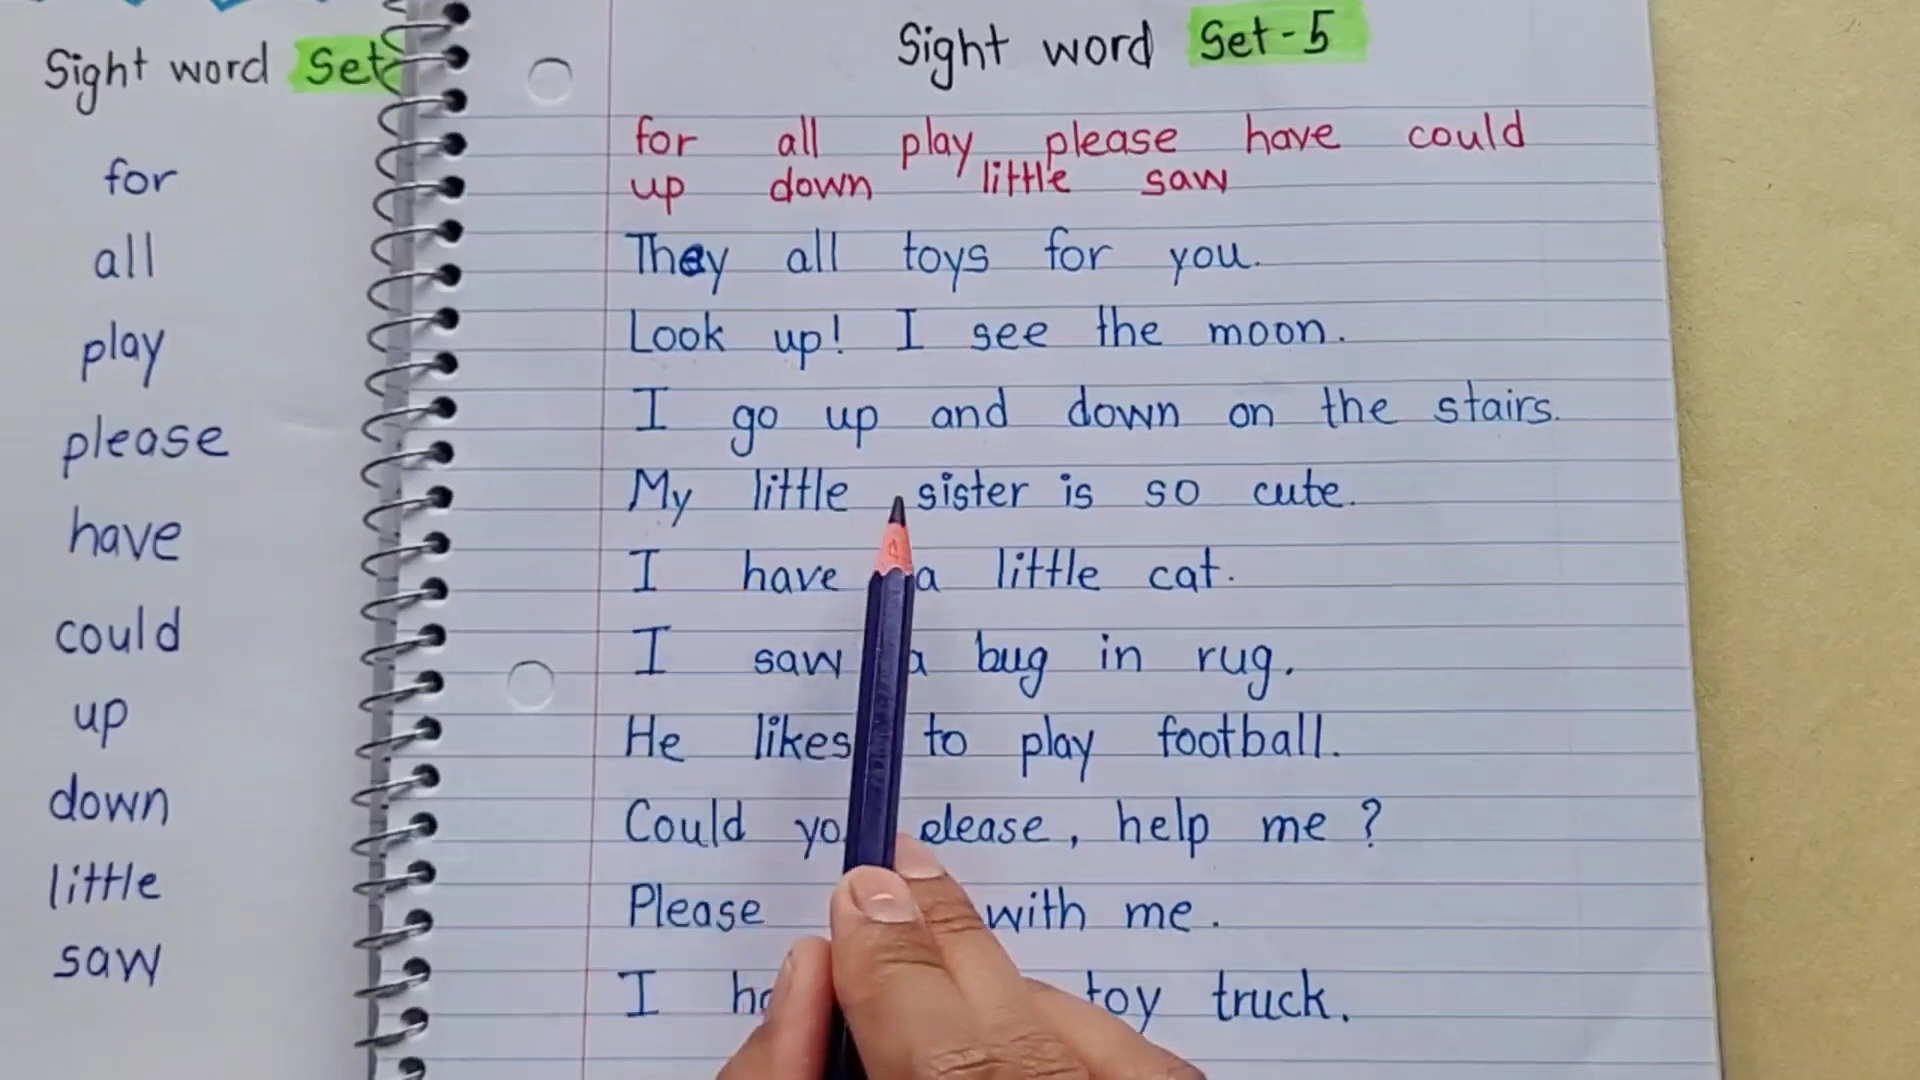 Sight word Set
for
all
play
please
have
could
up
down
little
saw
Sight word Set-5
for all play please have could
up down little saw
They all toys for you.
Look up! I see the moon.
I go up and down on the stairs.
My little sister is so cute.
I have a little cat.
I saw a bug in rug.
He likes to play football.
Could please, help me ?
Please with me.
I toy truck.